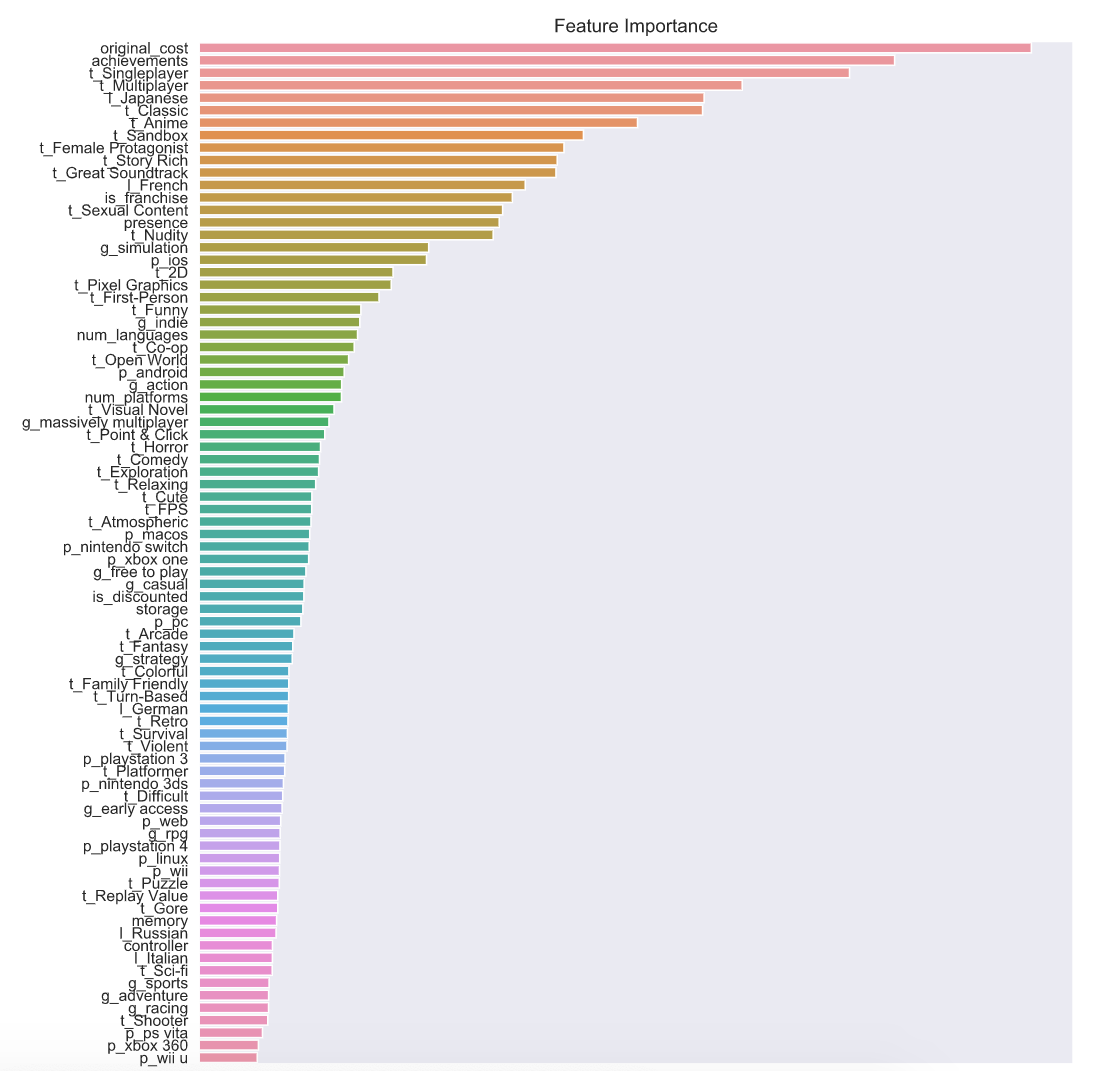 Feature Importance
original_cost
achievements
t_Singleplayer
t_Multiplayer
l_Japanese
t_Classic
t_Anime
t_Sandbox
t_Female Protagonist
t_Story Rich
t_Great Soundtrack
l_French
is_franchise
t_Sexual Content
presence
t_Nudity
g_simulation
p_ios
t_2D
t_Pixel Graphics
t_First-Person
t_Funny
g_indie
num_languages
t_Co-op
t_Open World
p_android
g_action
num_platforms
t_Visual Novel
g_massively multiplayer
t_Point & Click
t_Horror
t_Comedy
t_Exploration
t_Relaxing
t_Cute
t_FPS
t_Atmospheric
p_macos
p_nintendo switch
p_xbox one
g_free to play
g_casual
is_discounted
storage
p_pc
t_Arcade
t_Fantasy
g_strategy
t_Colorful
t_Family Friendly
t_Turn-Based
l_German
t_Retro
t_Survival
t_Violent
p_playstation 3
t_Platformer
p_nintendo 3ds
t_Difficult
g_early access
p_web
g_rpg
p_playstation 4
p_linux
p_wii
t_Puzzle
t_Replay Value
t_Gore
memory
l_Russian
controller
l_Italian
t_Sci-fi
g_sports
g_adventure
g_racing
t_Shooter
p_ps vita
p_xbox 360
p_wii u